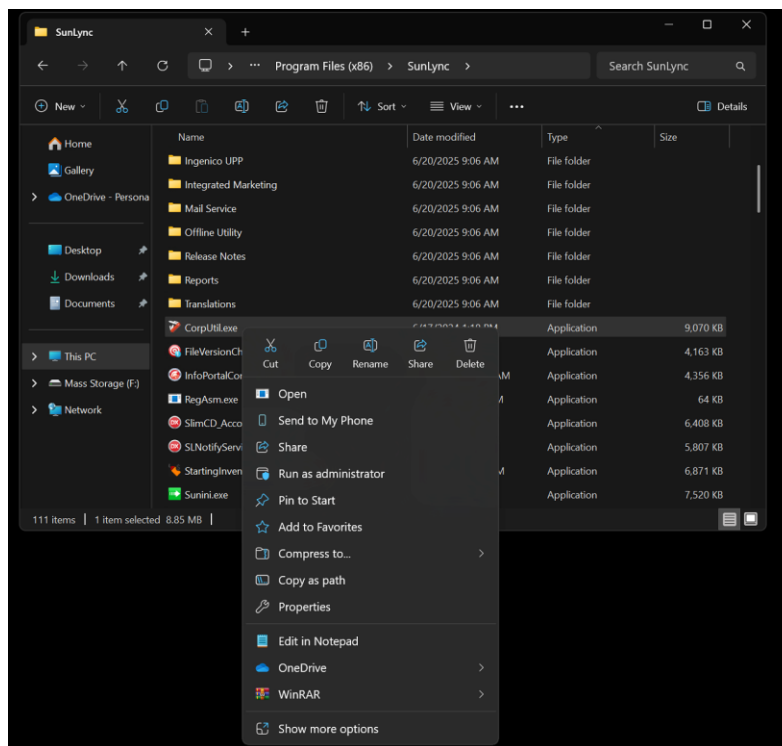 SunLync
Program Files (x86) > SunLync >
Search SunLync
New
Sort
View
Details
Name Date modified Type Size
Home
Gallery
OneDrive - Persona
Desktop
Downloads
Documents
This PC
Mass Storage (F:)
Network
Ingenico UPP 6/20/2025 9:06 AM File folder
Integrated Marketing 6/20/2025 9:06 AM File folder
Mail Service 6/20/2025 9:06 AM File folder
Offline Utility 6/20/2025 9:06 AM File folder
Release Notes 6/20/2025 9:06 AM File folder
Reports 6/20/2025 9:06 AM File folder
Translations 6/20/2025 9:06 AM File folder
CorpUtil.exe Application 9,070 KB
FileVersionCh Application 4,163 KB
InfoPortalCor M Application 4,356 KB
RegAsm.exe Application 64 KB
SlimCD_Acco Application 6,408 KB
SLNotifyServi Application 5,807 KB
StartingInven M Application 6,871 KB
Sunini.exe Application 7,520 KB
111 items | 1 item selected 8.85 MB |
Cut Copy Rename Share Delete
Open
Send to My Phone
Share
Run as administrator
Pin to Start
Add to Favorites
Compress to...
Copy as path
Properties
Edit in Notepad
OneDrive
WinRAR
Show more options